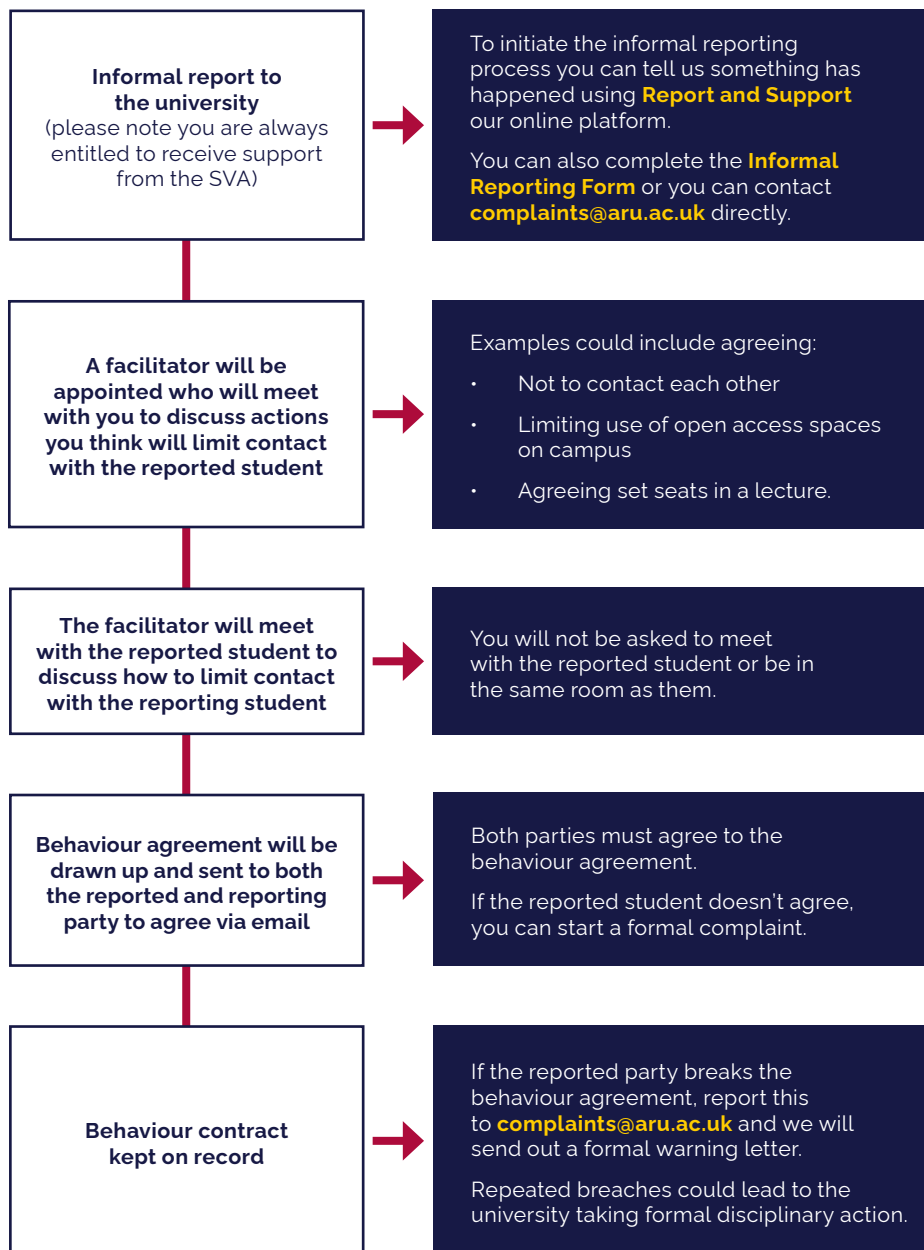 Informal report to
the university
(please note you are always
entitled to receive support
from the SVA)
To initiate the informal reporting
process you can tell us something has
happened using Report and Support
our online platform.
You can also complete the Informal
Reporting Form or you can contact
complaints@aru.ac.uk directly.
A facilitator will be
appointed who will meet
with you to discuss actions
you think will limit contact
with the reported student
Examples could include agreeing:
• Not to contact each other
• Limiting use of open access spaces
on campus
• Agreeing set seats in a lecture.
The facilitator will meet
with the reported student to
discuss how to limit contact
with the reporting student
You will not be asked to meet
with the reported student or be in
the same room as them.
Behaviour agreement will be
drawn up and sent to both
the reported and reporting
party to agree via email
Both parties must agree to the
behaviour agreement.
If the reported student doesn't agree,
you can start a formal complaint.
Behaviour contract
kept on record
If the reported party breaks the
behaviour agreement, report this
to complaints@aru.ac.uk and we will
send out a formal warning letter.
Repeated breaches could lead to the
university taking formal disciplinary action.